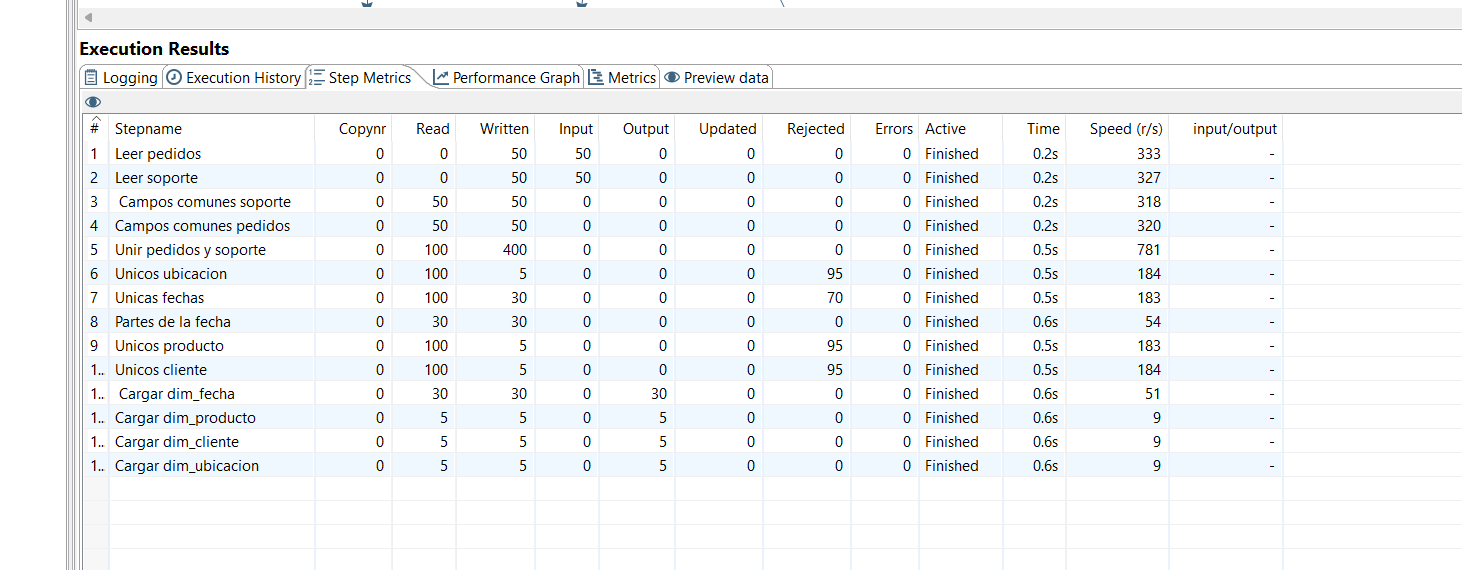 Execution Results
Logging Execution History Step Metrics Performance Graph Metrics Preview data
# Stepname Copynr Read Written Input Output Updated Rejected Errors Active Time Speed (r/s) input/output
1 Leer pedidos 0 0 50 50 0 0 0 0 Finished 0.2s 333 -
2 Leer soporte 0 0 50 50 0 0 0 0 Finished 0.2s 327 -
3 Campos comunes soporte 0 50 50 0 0 0 0 0 Finished 0.2s 318 -
4 Campos comunes pedidos 0 50 50 0 0 0 0 0 Finished 0.2s 320 -
5 Unir pedidos y soporte 0 100 400 0 0 0 0 0 Finished 0.5s 781 -
6 Unicos ubicacion 0 100 5 0 0 0 95 0 Finished 0.5s 184 -
7 Unicas fechas 0 100 30 0 0 0 70 0 Finished 0.5s 183 -
8 Partes de la fecha 0 30 30 0 0 0 0 0 Finished 0.6s 54 -
9 Unicos producto 0 100 5 0 0 0 95 0 Finished 0.5s 183 -
1.. Unicos cliente 0 100 5 0 0 0 95 0 Finished 0.5s 184 -
1.. Cargar dim_fecha 0 30 30 0 30 0 0 0 Finished 0.6s 51 -
1.. Cargar dim_producto 0 5 5 0 5 0 0 0 Finished 0.6s 9 -
1.. Cargar dim_cliente 0 5 5 0 5 0 0 0 Finished 0.6s 9 -
1.. Cargar dim_ubicacion 0 5 5 0 5 0 0 0 Finished 0.6s 9 -